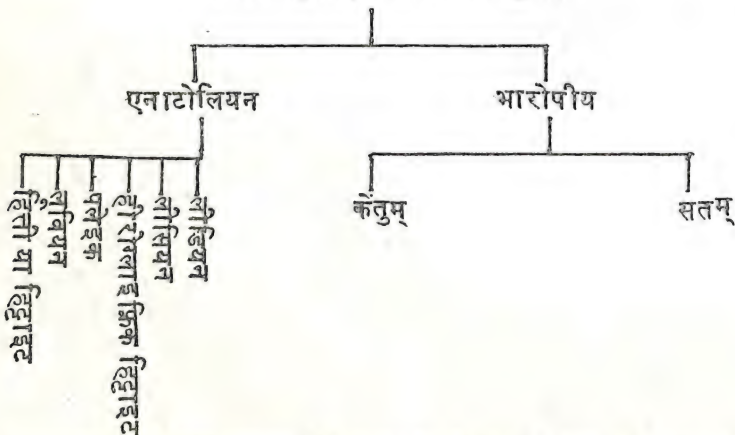 एनाटोलियन
भारोपीय
केंतुम्
सतम्
हित्ती या हिट्टाइट
लूवियन
पलेइक
हीरोग्लाइफ़िक हिट्टाइट
लीसियन
लीडियन